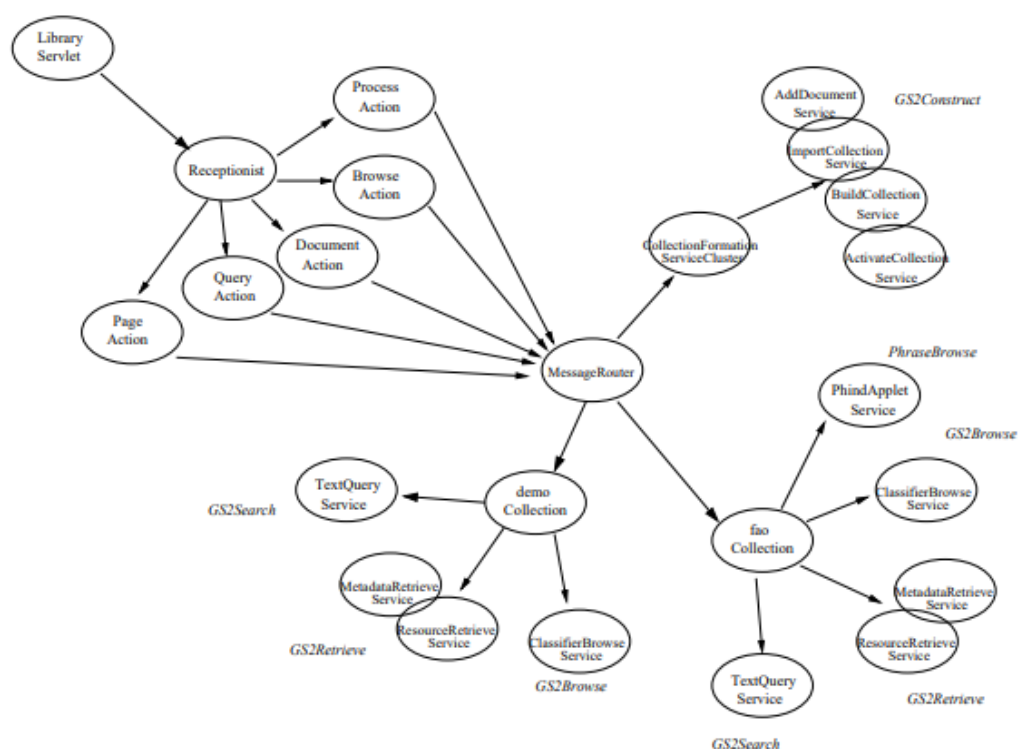 Library
Servlet
Process
Action
AddDocument
Service
GS2Construct
ImportCollection
Service
Receptionist
Browse
Action
BuildCollection
Service
Document
Action
CollectionFormation
ServiceCluster
ActivateCollection
Service
Query
Action
Page
Action
MessageRouter
PhraseBrowse
PhindApplet
Service
GS2Browse
TextQuery
Service
GS2Search
demo
Collection
ClassifierBrowse
Service
fao
Collection
MetadataRetrieve
Service
ResourceRetrieve
Service
GS2Retrieve
ClassifierBrowse
Service
GS2Browse
MetadataRetrieve
Service
ResourceRetrieve
Service
GS2Retrieve
TextQuery
Service
GS2Search